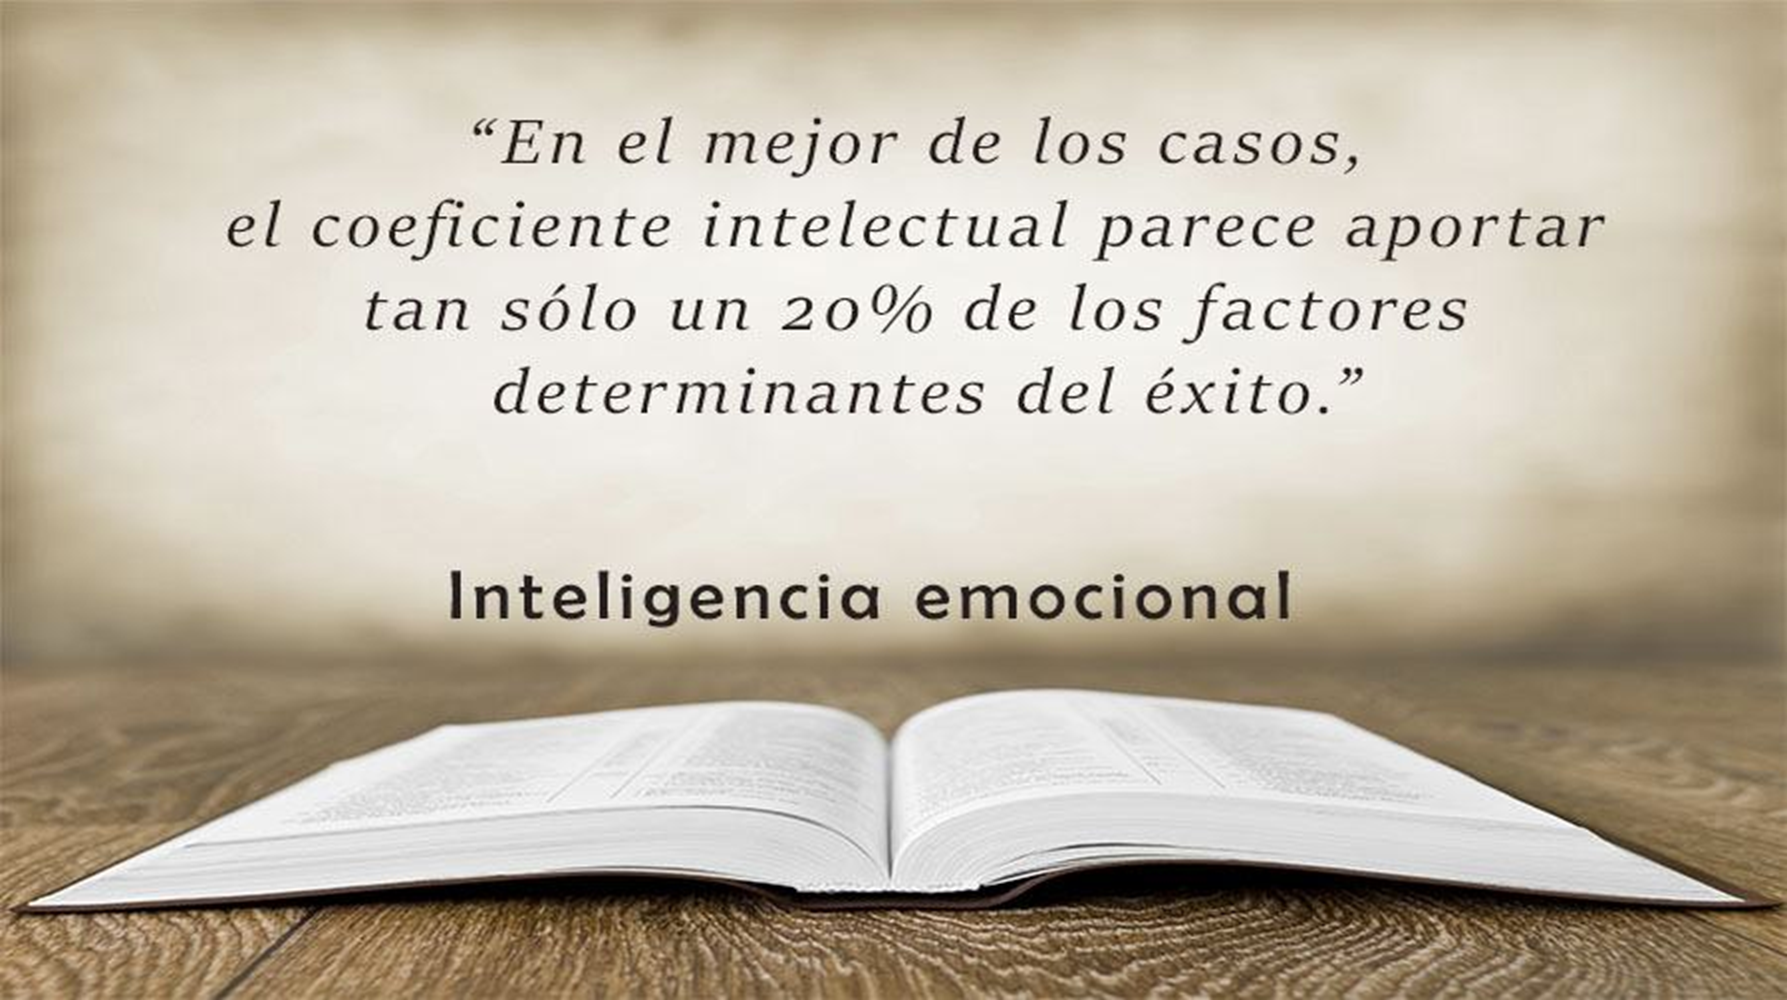 “En el mejor de los casos,
el coeficiente intelectual parece aportar
tan sólo un 20% de los factores
determinantes del éxito.”
Inteligencia emocional